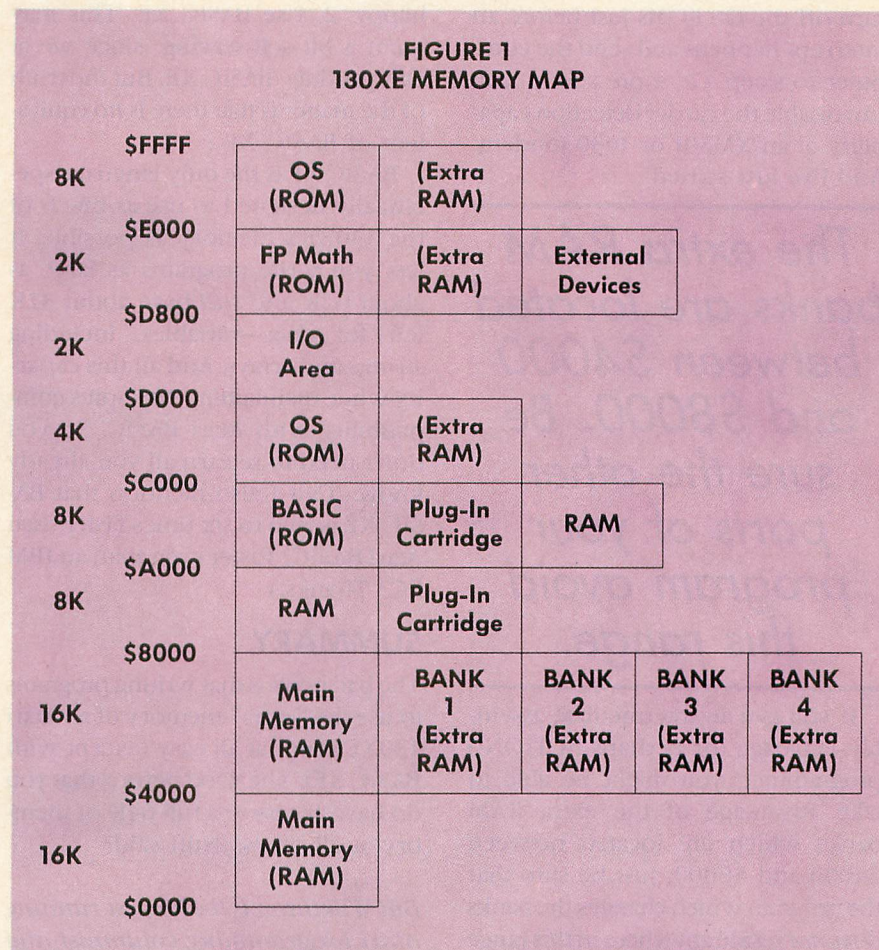 FIGURE 1
130XE MEMORY MAP
$FFFF
8K
OS
(ROM)
(Extra
RAM)
$E000
2K
FP Math
(ROM)
(Extra
RAM)
External
Devices
$D800
2K
I/O
Area
$D000
4K
OS
(ROM)
(Extra
RAM)
$C000
8K
BASIC
(ROM)
Plug-In
Cartridge
RAM
$A000
8K
RAM
Plug-In
Cartridge
$8000
16K
Main
Memory
(RAM)
BANK
1
(Extra
RAM)
BANK
2
(Extra
RAM)
BANK
3
(Extra
RAM)
BANK
4
(Extra
RAM)
$4000
16K
Main
Memory
(RAM)
$0000